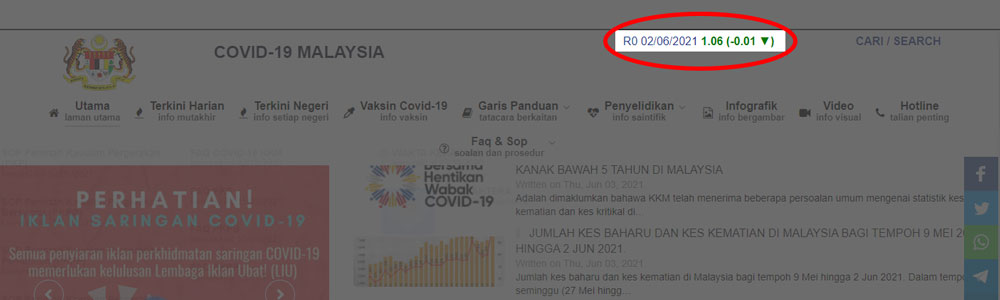 R0 02/06/2021 1.06 (-0.01 ▼)
COVID-19 MALAYSIA
CARI / SEARCH
Utama
laman utama
Terkini Harian
info mutakhir
Terkini Negeri
info setiap negeri
Vaksin Covid-19
info vaksin
Garis Panduan
tatacara berkaitan
Penyelidikan
info saintifik
Infografik
info bergambar
Video
info visual
Hotline
talian penting
Faq & Sop
soalan dan prosedur
PERHATIAN!
IKLAN SARINGAN COVID-19
Semua penyiaran iklan perkhidmatan saringan COVID-19
memerlukan kelulusan Lembaga Iklan Ubat! (LIU)
Bersama
Hentikan
Wabak
COVID-19
KANAK BAWAH 5 TAHUN DI MALAYSIA
Written on Thu, Jun 03, 2021
Adalah dimaklumkan bahawa KKM telah menerima beberapa persoalan umum mengenai statistik kes
kematian dan kes kritikal di...
JUMLAH KES BAHARU DAN KES KEMATIAN DI MALAYSIA BAGI TEMPOH 9 MEI 20
HINGGA 2 JUN 2021.
Written on Thu, Jun 03, 2021
Jumlah kes baharu dan kes kematian di Malaysia bagi tempoh 9 Mei hingga 2 Jun 2021. Dalam tempo
seminggu (27 Mei hingg...